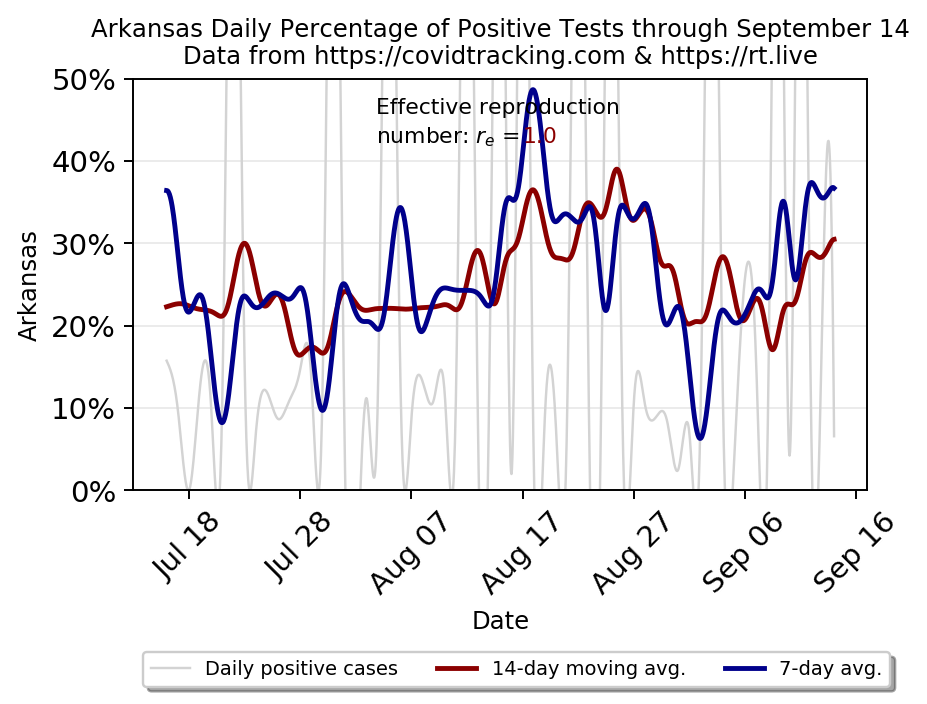 Arkansas Daily Percentage of Positive Tests through September 14
Data from https://covidtracking.com & https://rt.live
50%
Effective reproduction
number: rₑ = 1.0
40%
30%
20%
10%
0%
Arkansas
Jul 18
Jul 28
Aug 07
Aug 17
Aug 27
Sep 06
Sep 16
Date
Daily positive cases
14-day moving avg.
7-day avg.